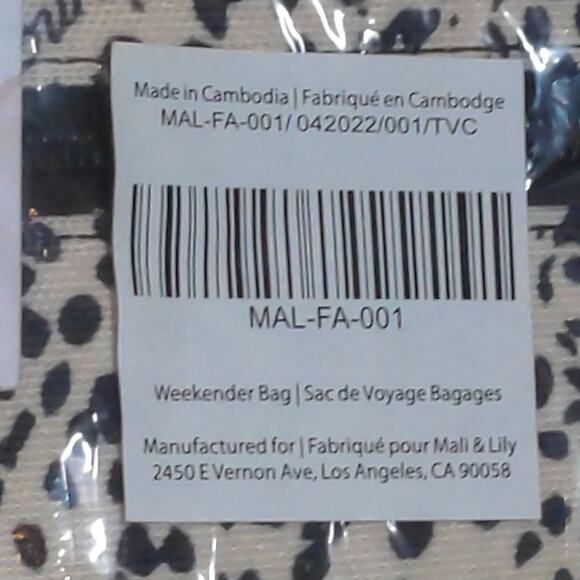 Made in Cambodia | Fabriqué en Cambodge
MAL-FA-001/ 042022/001/TVC
MAL-FA-001
Weekender Bag | Sac de Voyage Bagages
Manufactured for | Fabriqué pour Mali & Lily
2450 E Vernon Ave, Los Angeles, CA 90058